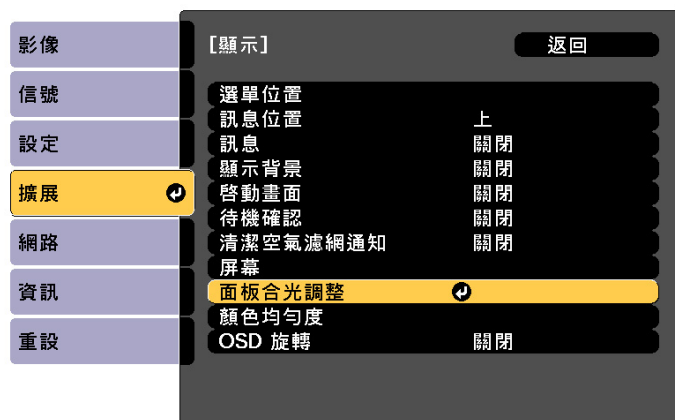 影像
信號
設定
擴展
網路
資訊
重設
[顯示] 返回
選單位置
訊息位置 上
訊息 關閉
顯示背景 關閉
啓動畫面 關閉
待機確認 關閉
清潔空氣濾網通知 關閉
屏幕
面板合光調整
顏色均勻度
OSD 旋轉 關閉